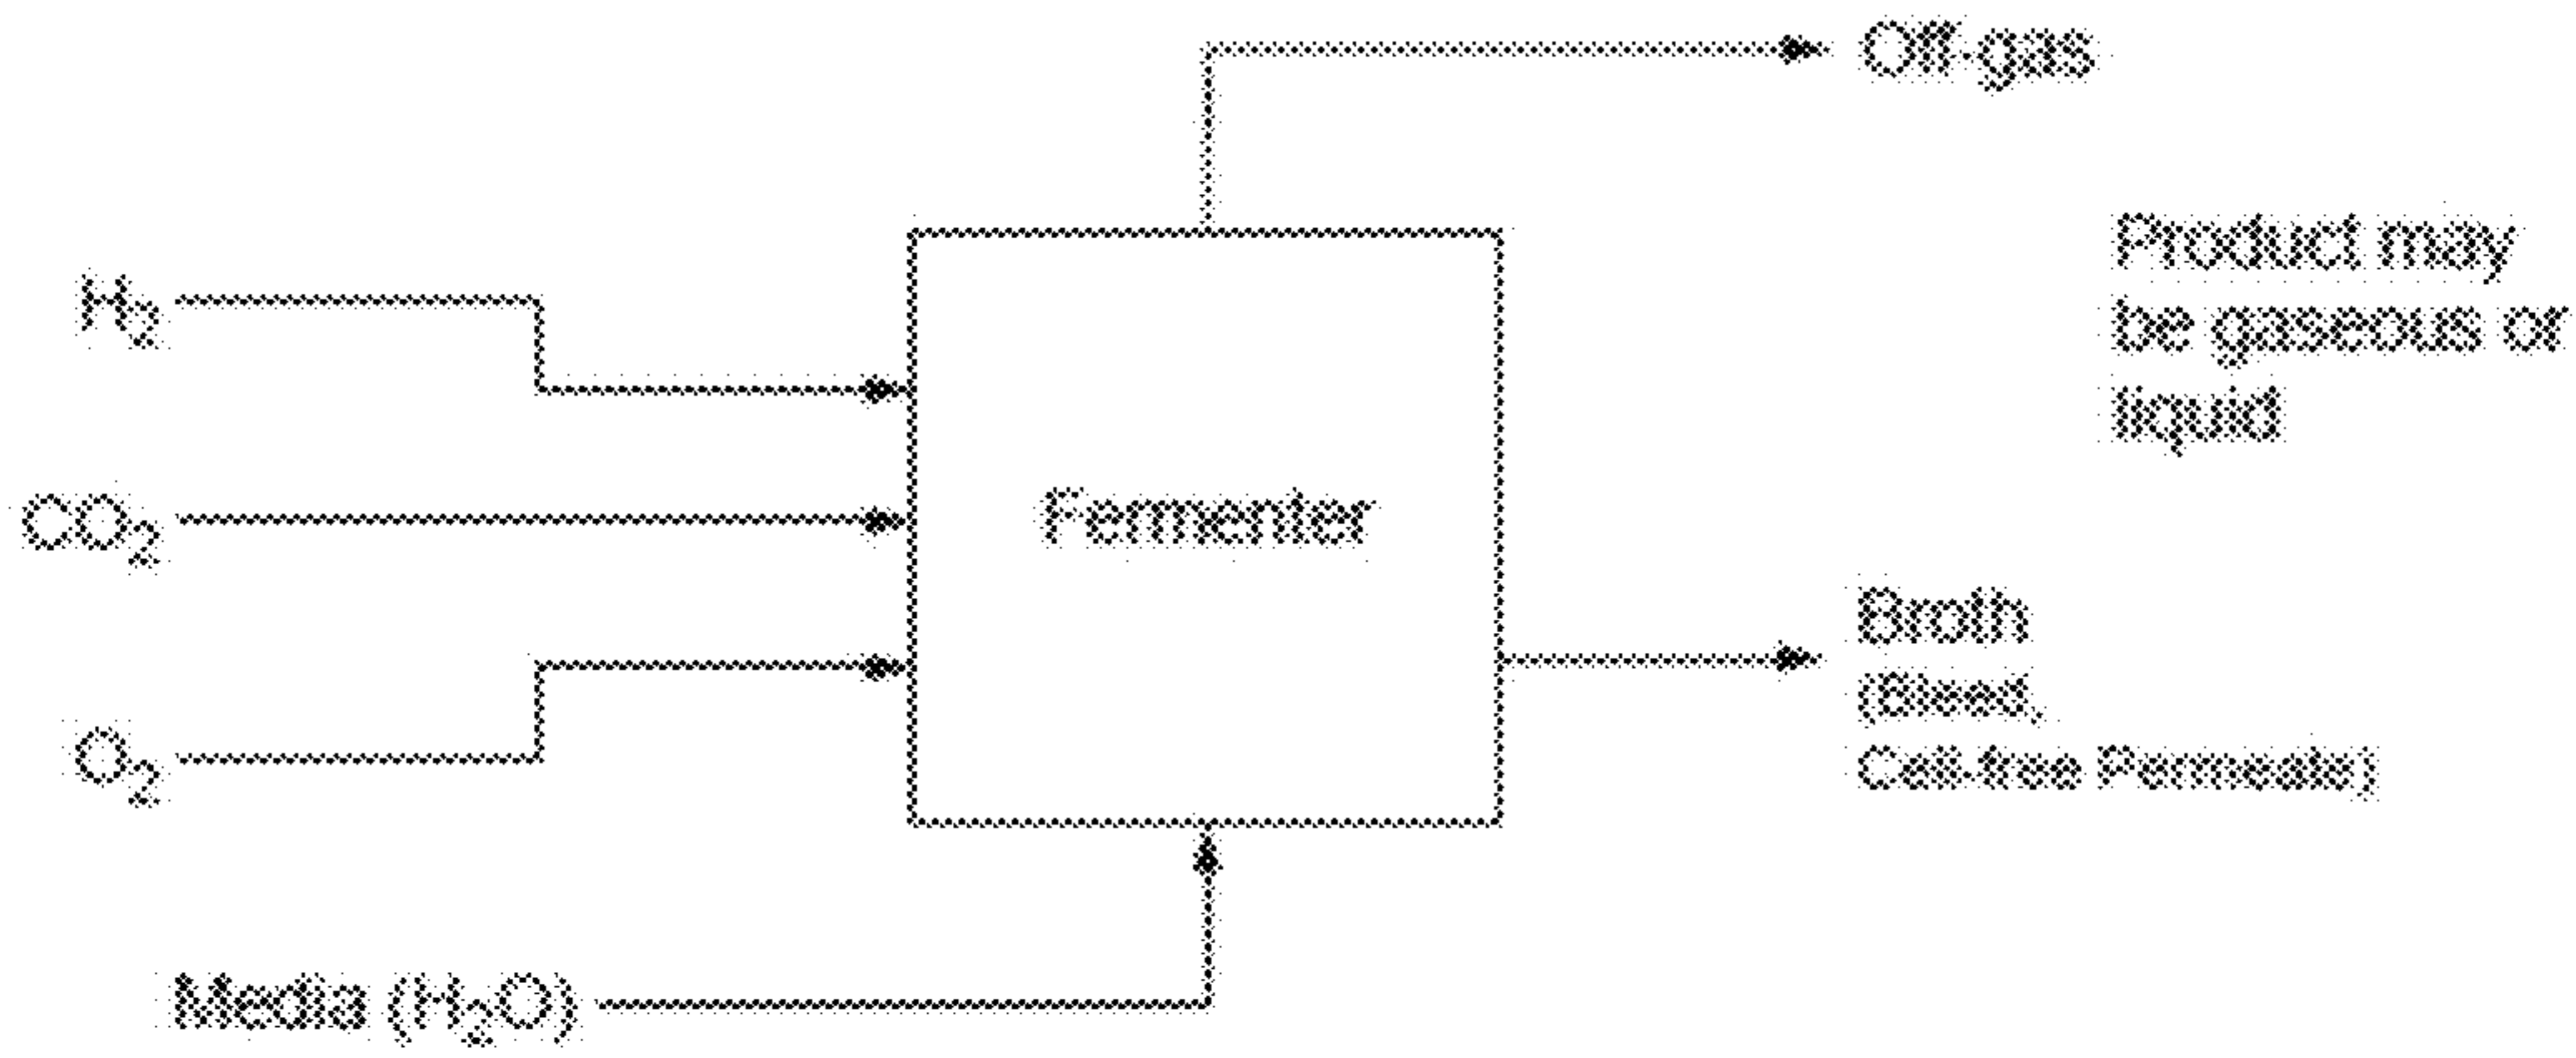 Off-gas
H₂
Product may
be gaseous or
liquid
CO₂
Fermenter
Broth
(Bleed,
Cell-free Permeate)
O₂
Media (H₂O)